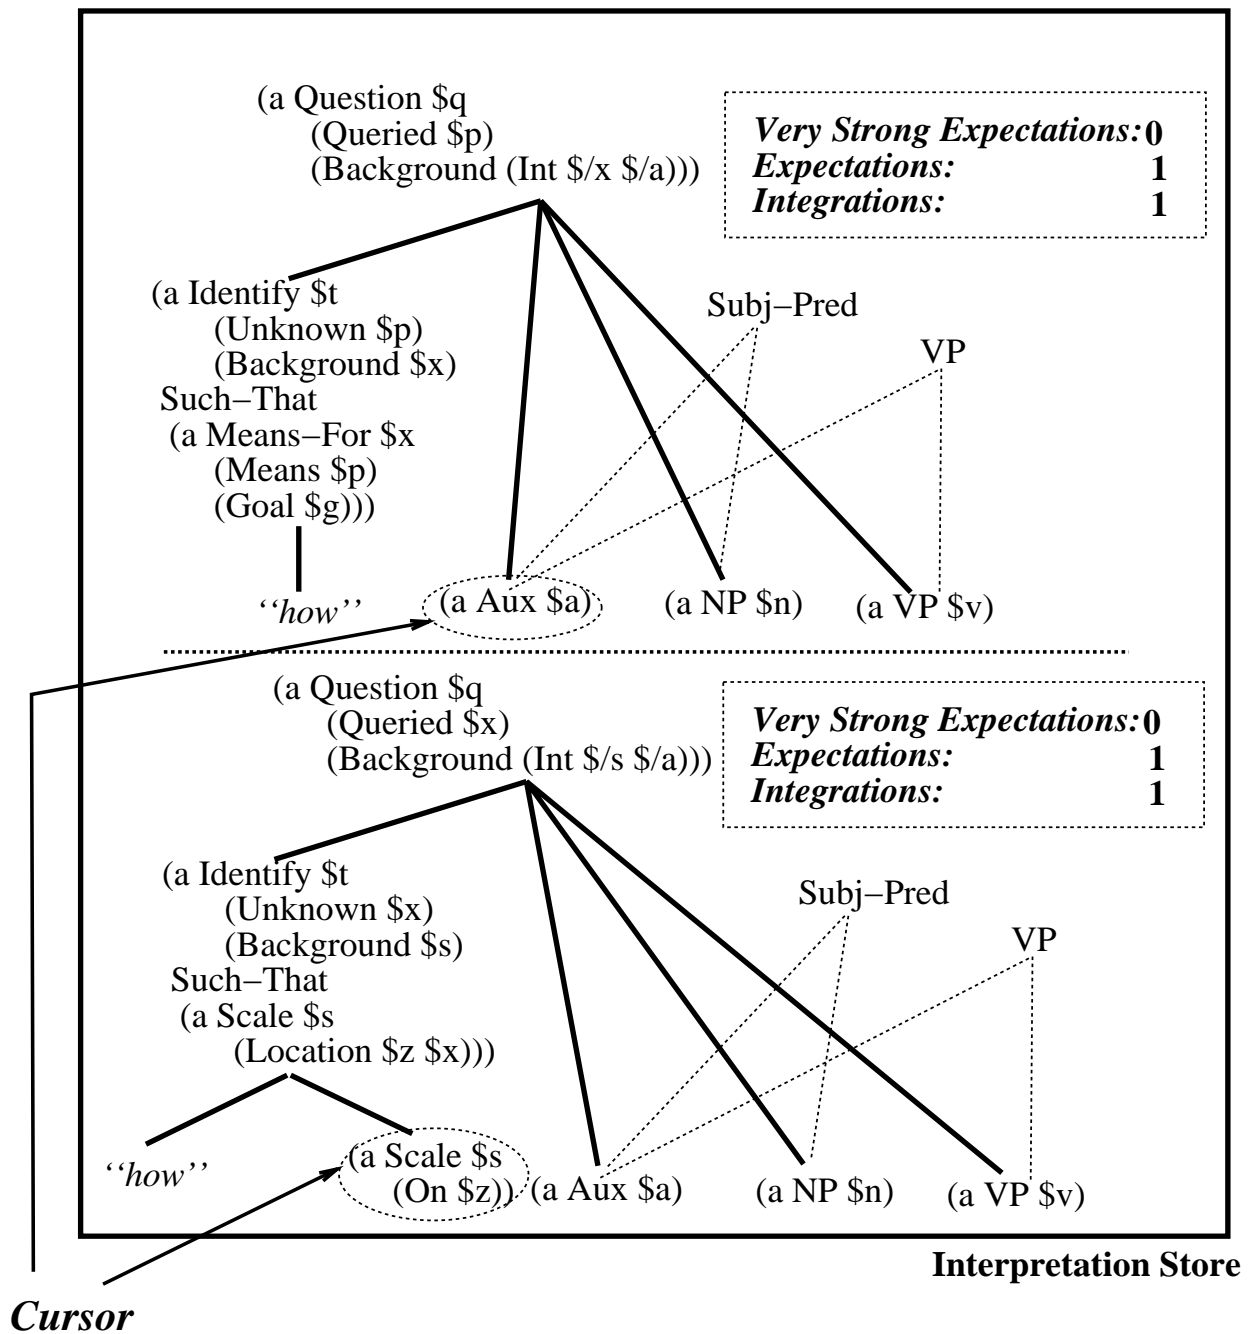 (a Question $q
(Queried $p)
(Background (Int $/x $/a)))
Very Strong Expectations: 0
Expectations: 1
Integrations: 1
(a Identify $t
(Unknown $p)
(Background $x)
Such−That
(a Means−For $x
(Means $p)
(Goal $g)))
Subj−Pred
VP
‘‘how’’
(a Aux $a)
(a NP $n)
(a VP $v)
(a Question $q
(Queried $x)
(Background (Int $/s $/a)))
Very Strong Expectations: 0
Expectations: 1
Integrations: 1
(a Identify $t
(Unknown $x)
(Background $s)
Such−That
(a Scale $s
(Location $z $x)))
Subj−Pred
VP
‘‘how’’
(a Scale $s
(On $z))
(a Aux $a)
(a NP $n)
(a VP $v)
Interpretation Store
Cursor